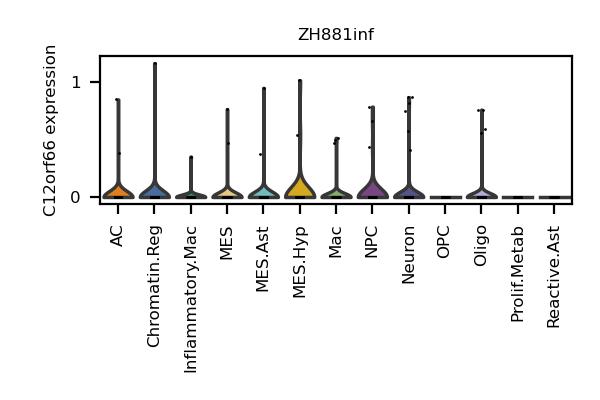 ZH881inf
C12orf66 expression
1
0
AC
Chromatin.Reg
Inflammatory.Mac
MES
MES.Ast
MES.Hyp
Mac
NPC
Neuron
OPC
Oligo
Prolif.Metab
Reactive.Ast